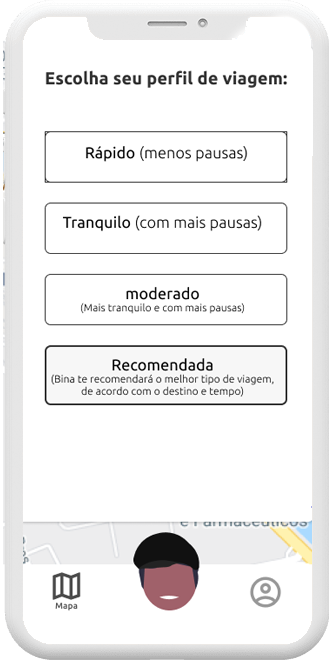 Escolha seu perfil de viagem:
Rápido (menos pausas)
Tranquilo (com mais pausas)
moderado
(Mais tranquilo e com mais pausas)
Recomendada
(Bina te recomendará o melhor tipo de viagem,
de acordo com o destino e tempo)
e Farmacêuticos
Mapa